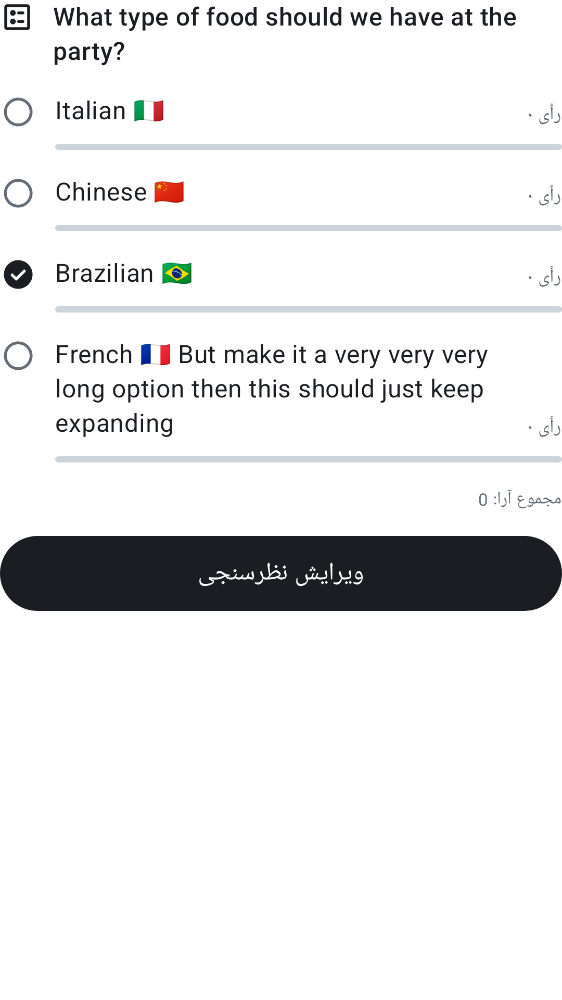 What type of food should we have at the
party?
Italian 🇮🇹
۰ رأی
Chinese 🇨🇳
۰ رأی
Brazilian 🇧🇷
۰ رأی
French 🇫🇷 But make it a very very very
long option then this should just keep
expanding
۰ رأی
مجموع آرا: 0
ویرایش نظرسنجی